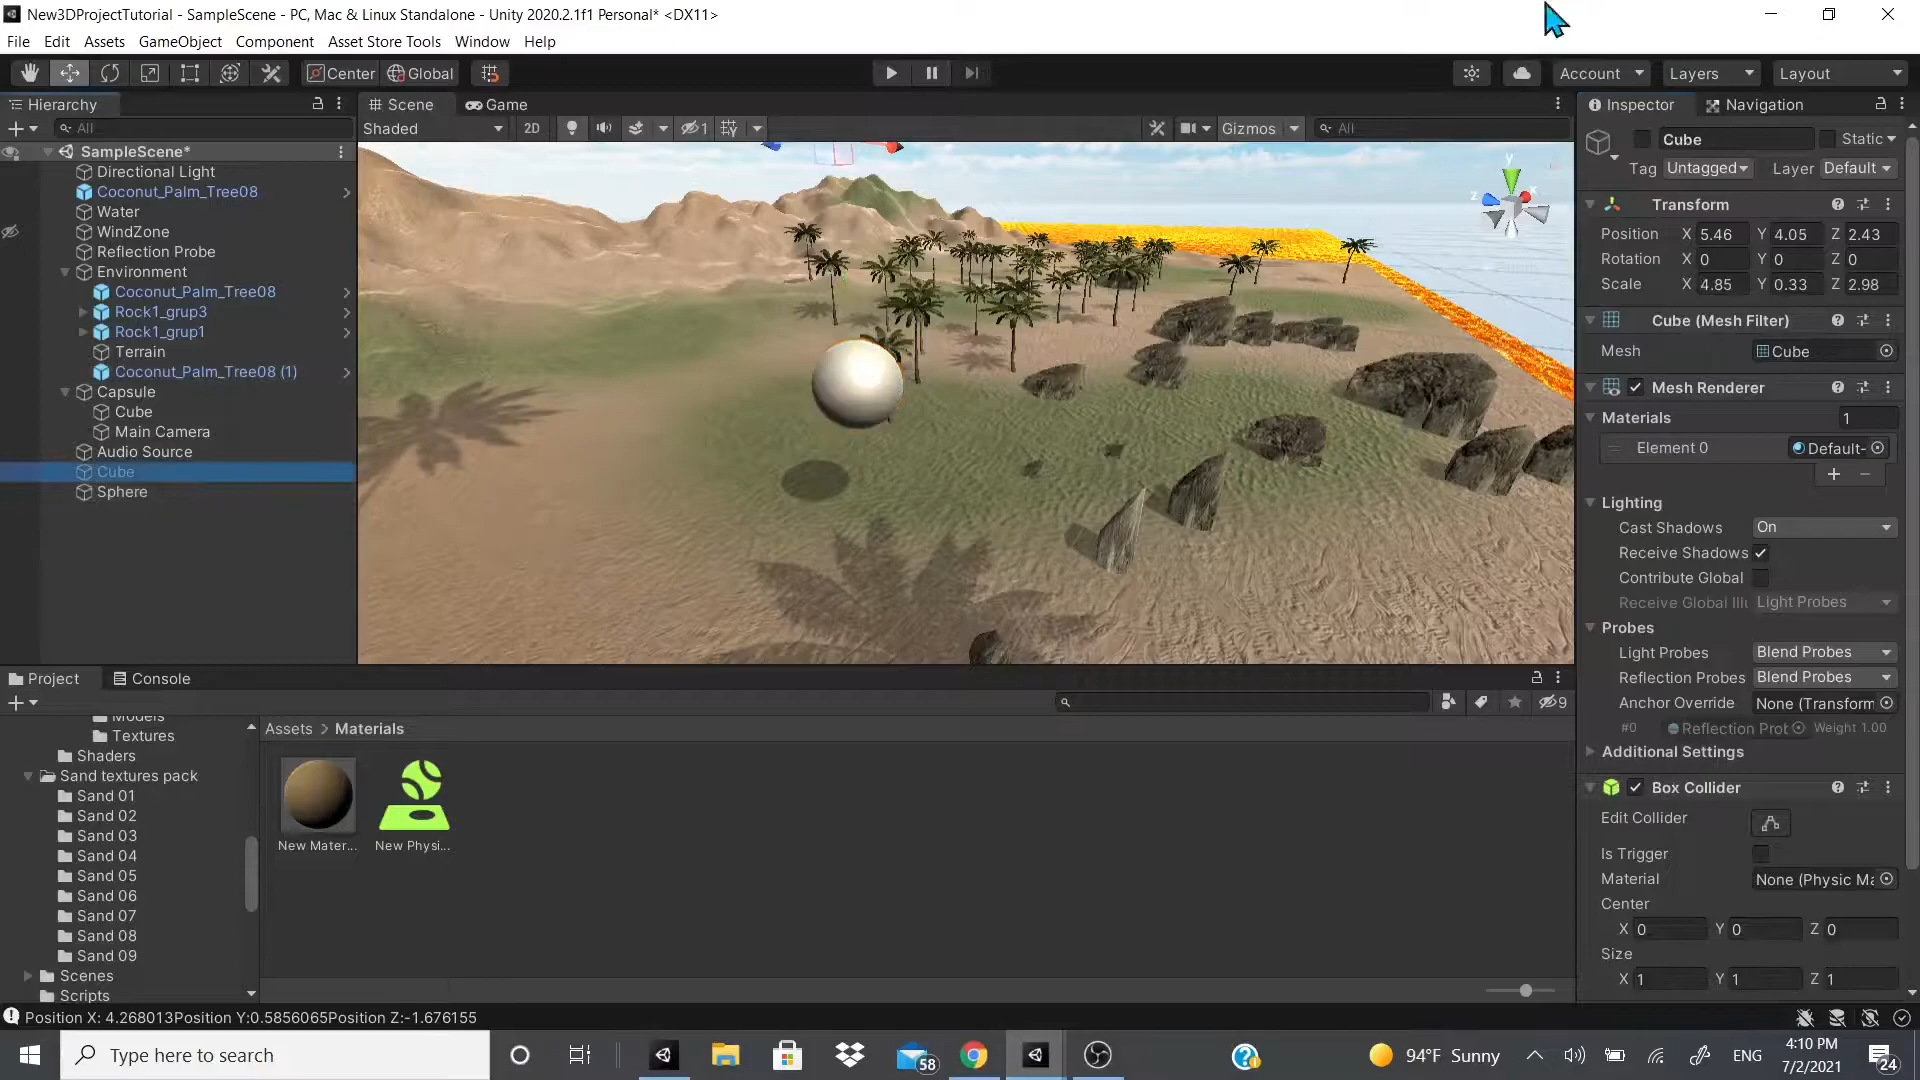 New3DProjectTutorial - SampleScene - PC, Mac & Linux Standalone - Unity 2020.2.1f1 Personal* <DX11>
File Edit Assets GameObject Component Asset Store Tools Window Help
Center Global Account Layers Layout
Hierarchy
All
SampleScene*
Directional Light
Coconut_Palm_Tree08
Water
WindZone
Reflection Probe
Environment
Coconut_Palm_Tree08
Rock1_grup3
Rock1_grup1
Terrain
Coconut_Palm_Tree08 (1)
Capsule
Cube
Main Camera
Audio Source
Cube
Sphere
Scene Game
Shaded 2D 1 Gizmos All
y
z x
Inspector Navigation
Cube Static
Tag Untagged Layer Default
Transform
Position X 5.46 Y 4.05 Z 2.43
Rotation X 0 Y 0 Z 0
Scale X 4.85 Y 0.33 Z 2.98
Cube (Mesh Filter)
Mesh Cube
Mesh Renderer
Materials 1
Element 0 Default-
Lighting
Cast Shadows On
Receive Shadows
Contribute Global
Receive Global Illu Light Probes
Probes
Light Probes Blend Probes
Reflection Probes Blend Probes
Anchor Override None (Transform
#0 Reflection Prob Weight 1.00
Additional Settings
Box Collider
Edit Collider
Is Trigger
Material None (Physic Ma
Center
X 0 Y 0 Z 0
Size
X 1 Y 1 Z 1
Project Console
9
Models
Textures
Shaders
Sand textures pack
Sand 01
Sand 02
Sand 03
Sand 04
Sand 05
Sand 06
Sand 07
Sand 08
Sand 09
Scenes
Scripts
Assets > Materials
New Mater... New Physi...
Position X: 4.268013Position Y:0.5856065Position Z:-1.676155
Type here to search
58
94°F Sunny
ENG
4:10 PM
7/2/2021
24